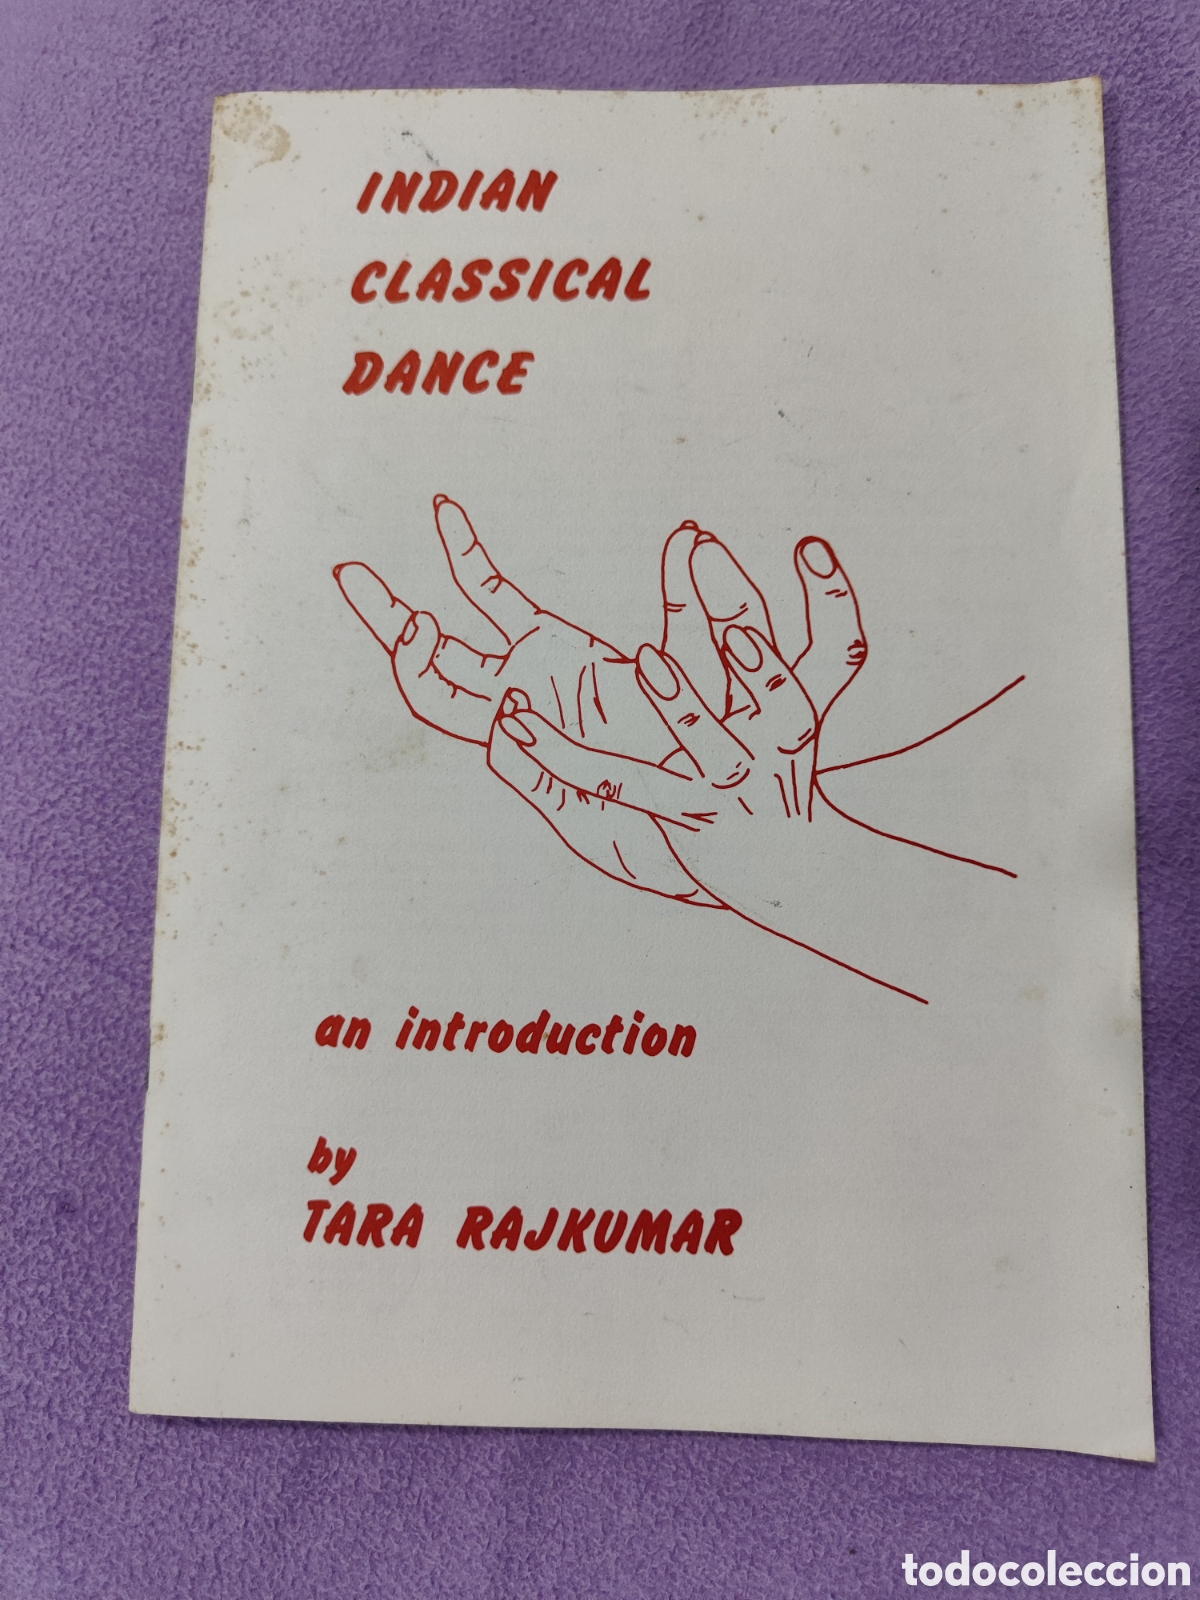 INDIAN
CLASSICAL
DANCE
an introduction
by
TARA RAJKUMAR
todocoleccion